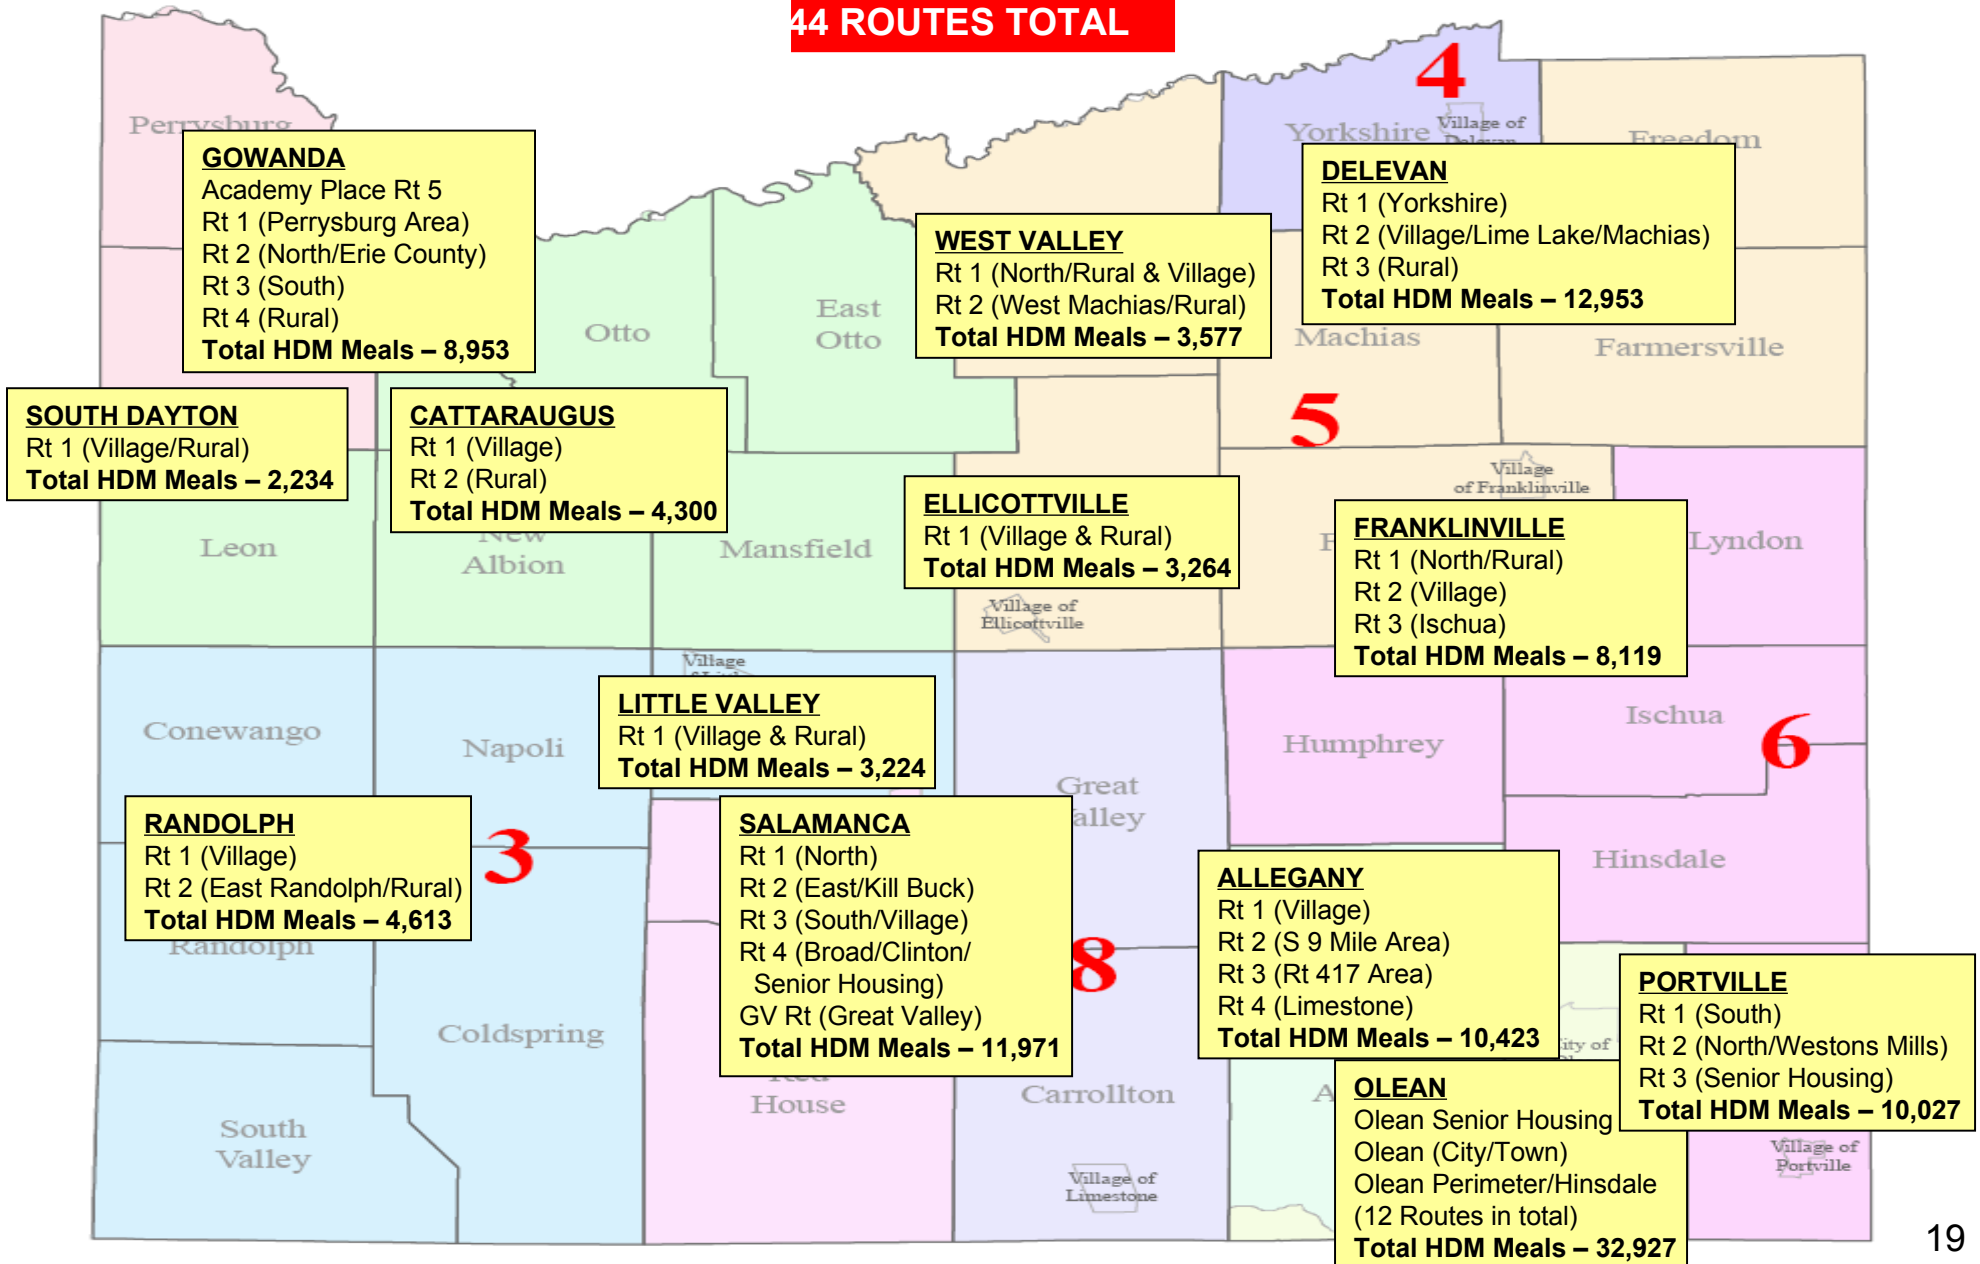 44 ROUTES TOTAL
4
Perrysburg
Yorkshire
Village of
Delevan
Freedom
GOWANDA
Academy Place Rt 5
Rt 1 (Perrysburg Area)
Rt 2 (North/Erie County)
Rt 3 (South)
Rt 4 (Rural)
Total HDM Meals – 8,953
DELEVAN
Rt 1 (Yorkshire)
Rt 2 (Village/Lime Lake/Machias)
Rt 3 (Rural)
Total HDM Meals – 12,953
WEST VALLEY
Rt 1 (North/Rural & Village)
Rt 2 (West Machias/Rural)
Total HDM Meals – 3,577
Otto
East
Otto
Machias
Farmersville
5
SOUTH DAYTON
Rt 1 (Village/Rural)
Total HDM Meals – 2,234
CATTARAUGUS
Rt 1 (Village)
Rt 2 (Rural)
Total HDM Meals – 4,300
Village
of Franklinville
ELLICOTTVILLE
Rt 1 (Village & Rural)
Total HDM Meals – 3,264
FRANKLINVILLE
Rt 1 (North/Rural)
Rt 2 (Village)
Rt 3 (Ischua)
Total HDM Meals – 8,119
Leon
New
Albion
Mansfield
F
Lyndon
Village of
Ellicottville
Village
LITTLE VALLEY
Rt 1 (Village & Rural)
Total HDM Meals – 3,224
Conewango
Napoli
Humphrey
Ischua
6
Great
alley
RANDOLPH
Rt 1 (Village)
Rt 2 (East Randolph/Rural)
Total HDM Meals – 4,613
3
SALAMANCA
Rt 1 (North)
Rt 2 (East/Kill Buck)
Rt 3 (South/Village)
Rt 4 (Broad/Clinton/
Senior Housing)
GV Rt (Great Valley)
Total HDM Meals – 11,971
8
ALLEGANY
Rt 1 (Village)
Rt 2 (S 9 Mile Area)
Rt 3 (Rt 417 Area)
Rt 4 (Limestone)
Total HDM Meals – 10,423
Hinsdale
Randolph
Coldspring
PORTVILLE
Rt 1 (South)
Rt 2 (North/Westons Mills)
Rt 3 (Senior Housing)
Total HDM Meals – 10,027
ity of
Red
House
Carrollton
A
OLEAN
Olean Senior Housing
Olean (City/Town)
Olean Perimeter/Hinsdale
(12 Routes in total)
Total HDM Meals – 32,927
South
Valley
Village of
Limestone
Village of
Portville
19